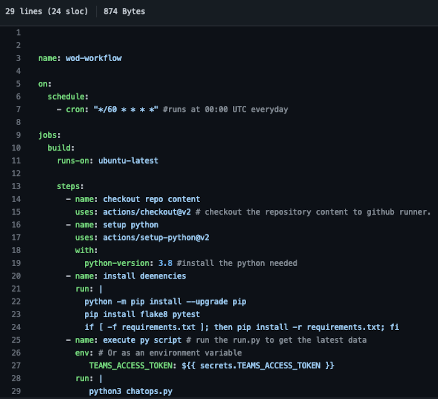 29 lines (24 sloc) 874 Bytes
1
2
3 name: wod-workflow
4
5 on:
6 schedule:
7 - cron: "*/60 * * * *" #runs at 00:00 UTC everyday
8
9 jobs:
10 build:
11 runs-on: ubuntu-latest
12
13 steps:
14 - name: checkout repo content
15 uses: actions/checkout@v2 # checkout the repository content to github runner.
16 - name: setup python
17 uses: actions/setup-python@v2
18 with:
19 python-version: 3.8 #install the python needed
20 - name: install deenencies
21 run: |
22 python -m pip install --upgrade pip
23 pip install flake8 pytest
24 if [ -f requirements.txt ]; then pip install -r requirements.txt; fi
25 - name: execute py script # run the run.py to get the latest data
26 env: # Or as an environment variable
27 TEAMS_ACCESS_TOKEN: ${{ secrets.TEAMS_ACCESS_TOKEN }}
28 run: |
29 python3 chatops.py